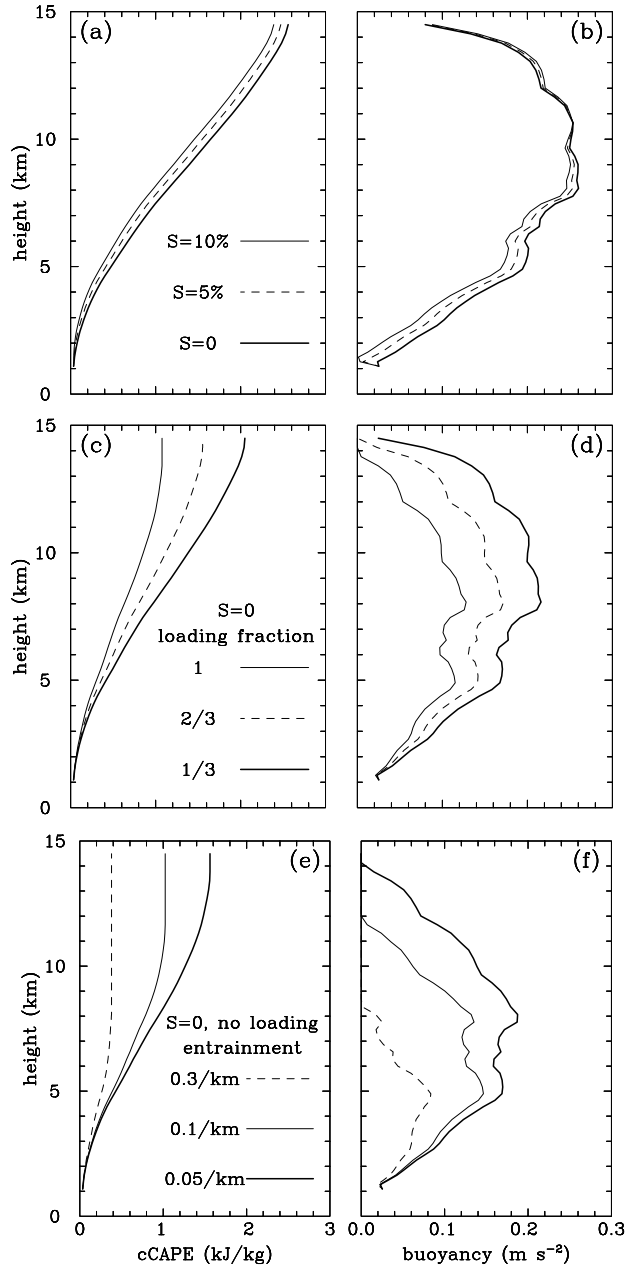 15
(a)
(b)
10
height (km)
S=10%
5
S=5%
S=0
0
15
(c)
(d)
10
height (km)
S=0
loading fraction
1
5
2/3
1/3
0
15
(e)
(f)
10
height (km)
S=0, no loading
entrainment
0.3/km
5
0.1/km
0.05/km
0
0 1 2 3 0.0 0.1 0.2 0.3
cCAPE (kJ/kg) buoyancy (m s⁻²)